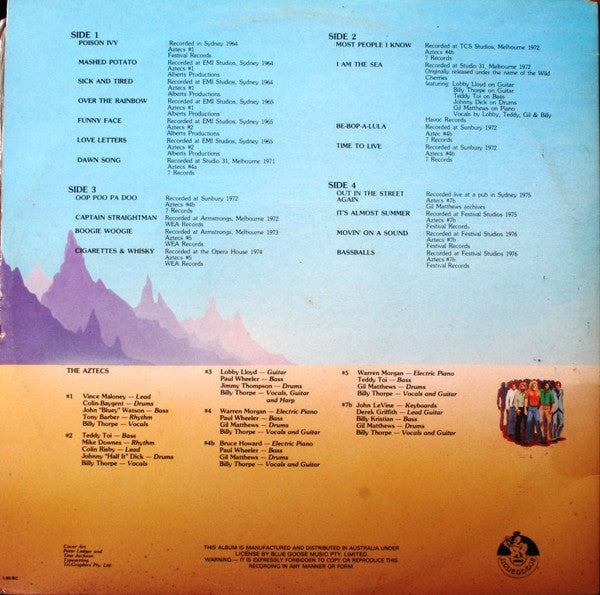 SIDE 1
POISON IVY Recorded in Sydney 1964
Aztecs #1
Festival Records
MASHED POTATO Recorded at EMI Studios, Sydney 1964
Aztecs #1
Alberts Productions
SICK AND TIRED Recorded at EMI Studios, Sydney 1964
Aztecs #1
Alberts Productions
OVER THE RAINBOW Recorded at EMI Studios, Sydney 1965
Aztecs #1
Alberts Productions
FUNNY FACE Recorded at EMI Studios, Sydney 1965
Aztecs #2
Alberts Productions
LOVE LETTERS Recorded at EMI Studios, Sydney 1965
Aztecs #2
Alberts Productions
DAWN SONG Recorded at Studio 31, Melbourne 1971
Aztecs #4a
7 Records
SIDE 2
MOST PEOPLE I KNOW Recorded at TCS Studios, Melbourne 1972
Aztecs #4b
7 Records
I AM THE SEA Recorded at Studio 31, Melbourne 1972
Originally released under the name of the Wild
Cherries
featuring: Lobby Lloyd on Guitar
Billy Thorpe on Guitar
Teddy Toi on Bass
Johnny Dick on Drums
Gil Matthews on Piano
Vocals by Lobby, Teddy, Gil & Billy
Havoc Records
BE-BOP-A-LULA Recorded at Sunbury 1972
Aztec #4b
7 Records
TIME TO LIVE Recorded at Sunbury 1972
Aztecs #4b
7 Records
SIDE 3
OOP POO PA DOO Recorded at Sunbury 1972
Aztecs #4b
7 Records
CAPTAIN STRAIGHTMAN Recorded at Armstrongs, Melbourne 1972
WEA Records
BOOGIE WOOGIE Recorded at Armstrongs, Melbourne 1973
Aztecs #5
WEA Records
CIGARETTES & WHISKY Recorded at the Opera House 1974
Aztecs #5
WEA Records
SIDE 4
OUT IN THE STREET Recorded live at a pub in Sydney 1975
AGAIN Aztecs #7b
Gil Matthews archives
IT'S ALMOST SUMMER Recorded at Festival Studios 1975
Aztecs #7b
Festival Records
MOVIN' ON A SOUND Recorded at Festival Studios 1976
Aztecs #7b
Festival Records
BASSBALLS Recorded at Festival Studios 1976
Aztecs #7b
Festival Records
THE AZTECS
#1 Vince Maloney — Lead
Colin Baygent — Drums
John "Bluey" Watson — Bass
Tony Barber — Rhythm
Billy Thorpe — Vocals
#2 Teddy Toi — Bass
Mike Downes — Rhythm
Colin Risby — Lead
Johnny "Half It" Dick — Drums
Billy Thorpe — Vocals
#3 Lobby Lloyd — Guitar
Paul Wheeler — Bass
Jimmy Thompson — Drums
Billy Thorpe — Vocals, Guitar
and Harp
#4 Warren Morgan — Electric Piano
Paul Wheeler — Bass
Gil Matthews — Drums
Billy Thorpe — Vocals and Guitar
#4b Bruce Howard — Electric Piano
Paul Wheeler — Bass
Gil Matthews — Drums
Billy Thorpe — Vocals and Guitar
#5 Warren Morgan — Electric Piano
Teddy Toi — Bass
Gil Matthews — Drums
Billy Thorpe — Vocals and Guitar
#7b John LeVine — Keyboards
Derek Griffith — Lead Guitar
Billy Kristian — Bass
Gil Matthews — Drums
Billy Thorpe — Vocals and Guitar
Cover Art
Peter Ledger and
Tina Jackson
Typesetting
Tri-Graphics Pty. Ltd.
THIS ALBUM IS MANUFACTURED AND DISTRIBUTED IN AUSTRALIA UNDER
LICENSE BY BLUE GOOSE MUSIC PTY. LIMITED.
WARNING:— IT IS EXPRESSLY FORBIDDEN TO COPY OR REPRODUCE THIS
RECORDING IN ANY MANNER OR FORM.